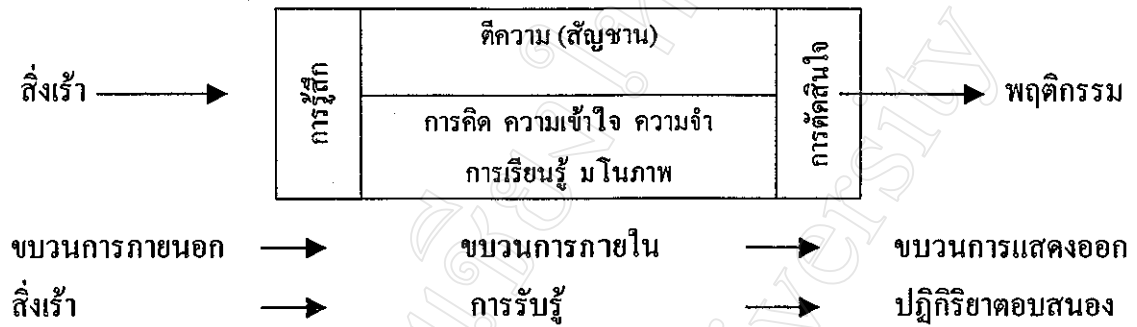 สิ่งเร้า
การรู้สึก
ตีความ (สัญชาน)
การคิด ความเข้าใจ ความจำ
การเรียนรู้ มโนภาพ
การตัดสินใจ
พฤติกรรม
ขบวนการภายนอก ขบวนการภายใน ขบวนการแสดงออก
สิ่งเร้า การรับรู้ ปฏิกิริยาตอบสนอง